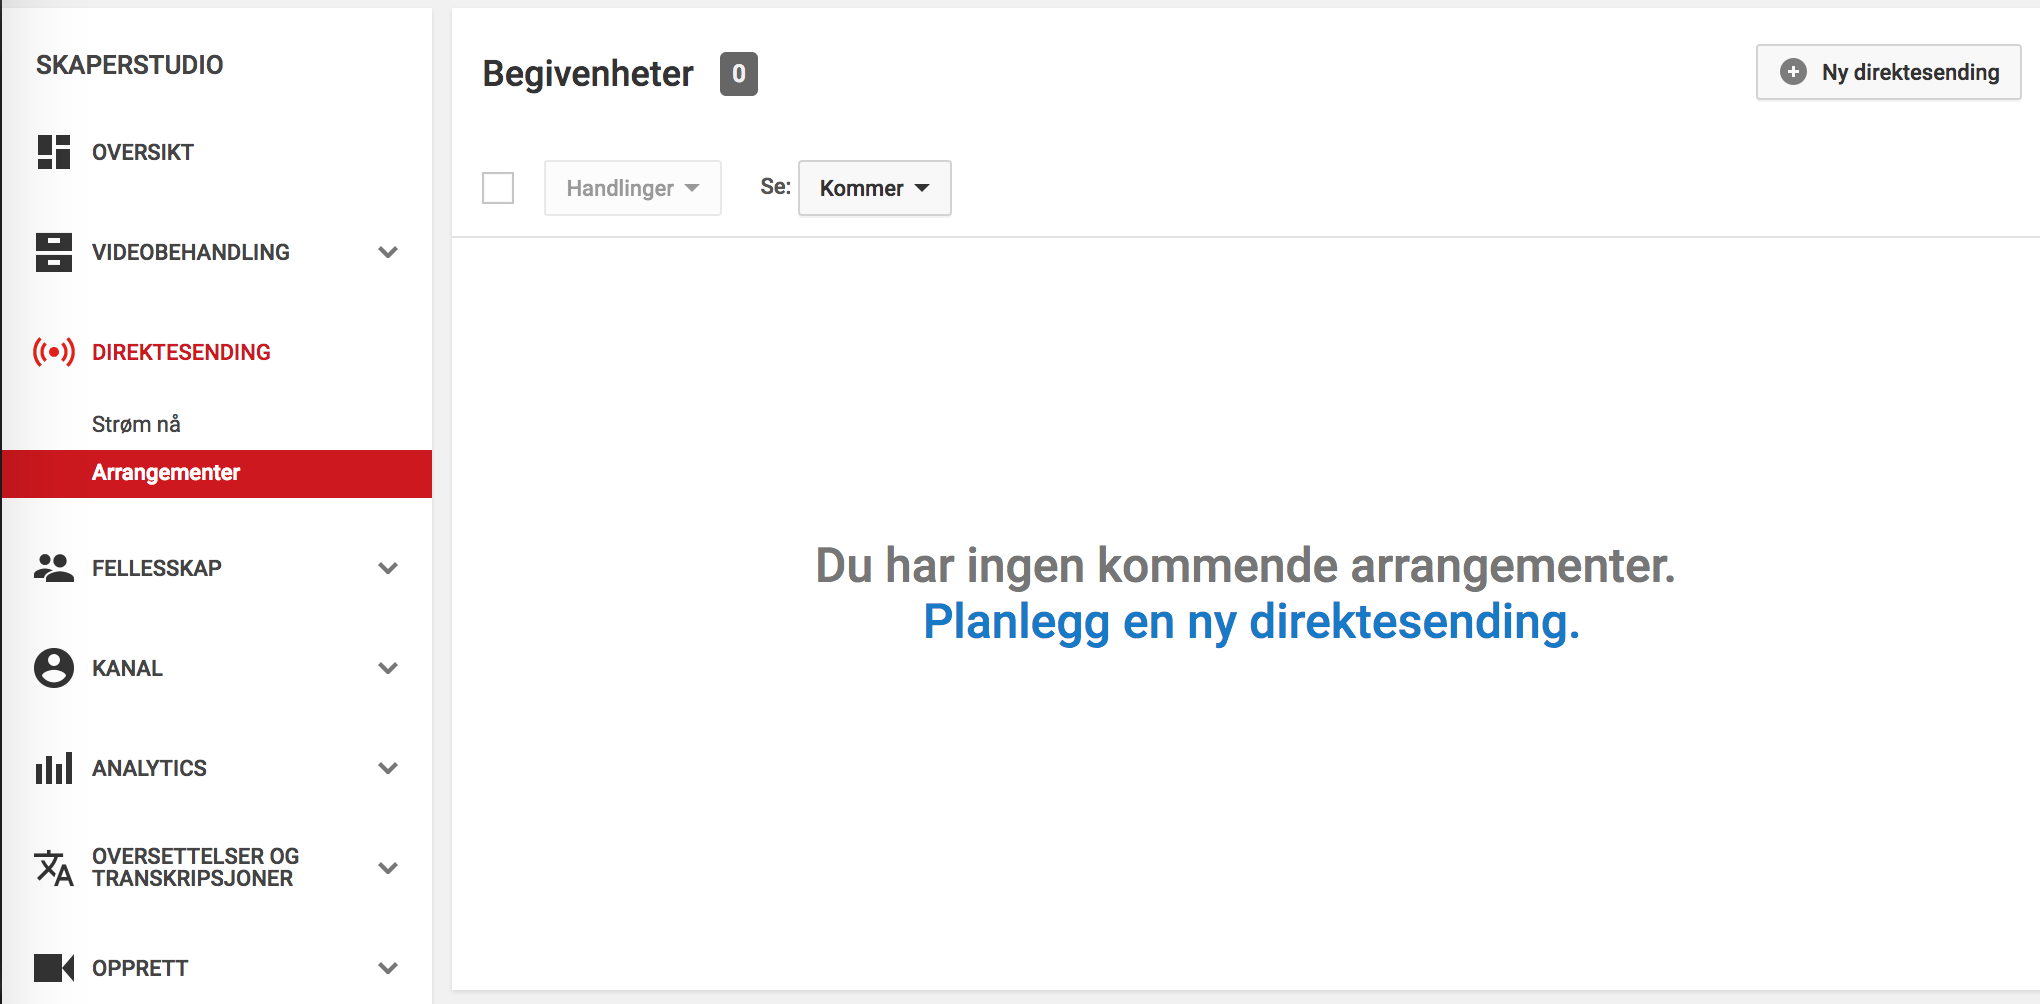 SKAPERSTUDIO
OVERSIKT
VIDEOBEHANDLING
DIREKTESENDING
Strøm nå
Arrangementer
FELLESSKAP
KANAL
ANALYTICS
OVERSETTELSER OG
TRANSKRIPSJONER
OPPRETT
Begivenheter 0
Ny direktesending
Handlinger Se: Kommer
Du har ingen kommende arrangementer.
Planlegg en ny direktesending.